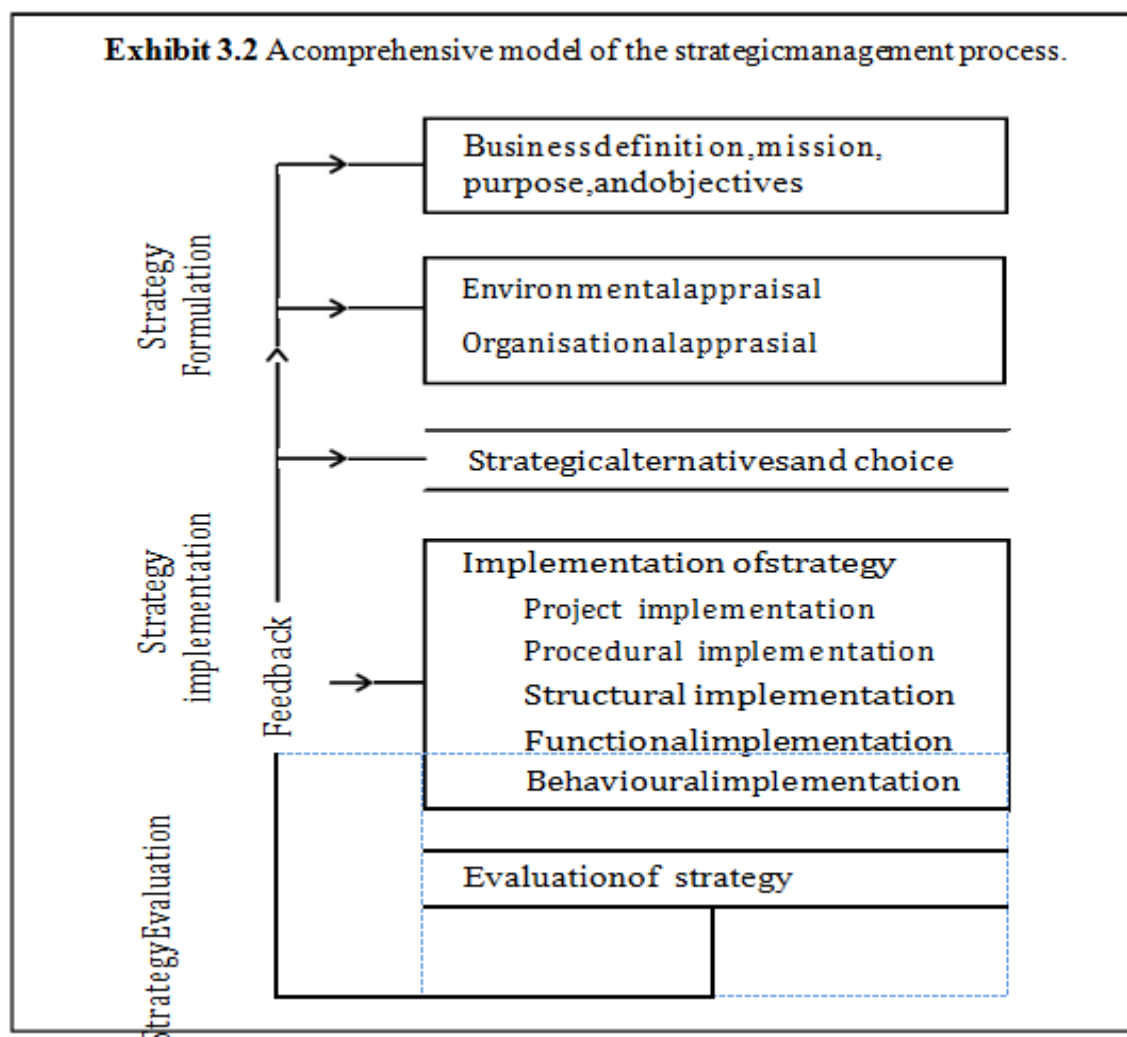 Exhibit 3.2 Acomprehensive model of the strategicmanagement process.
Businessdefinition,mission,
purpose,andobjectives
Strategy
Formulation
Environmentalappraisal
Organisationalapprasial
Strategicalternativesand choice
Strategy
implementation
Feedback
Implementation ofstrategy
Project implementation
Procedural implementation
Structural implementation
Functionalimplementation
Behaviouralimplementation
StrategyEvaluation
Evaluationof strategy